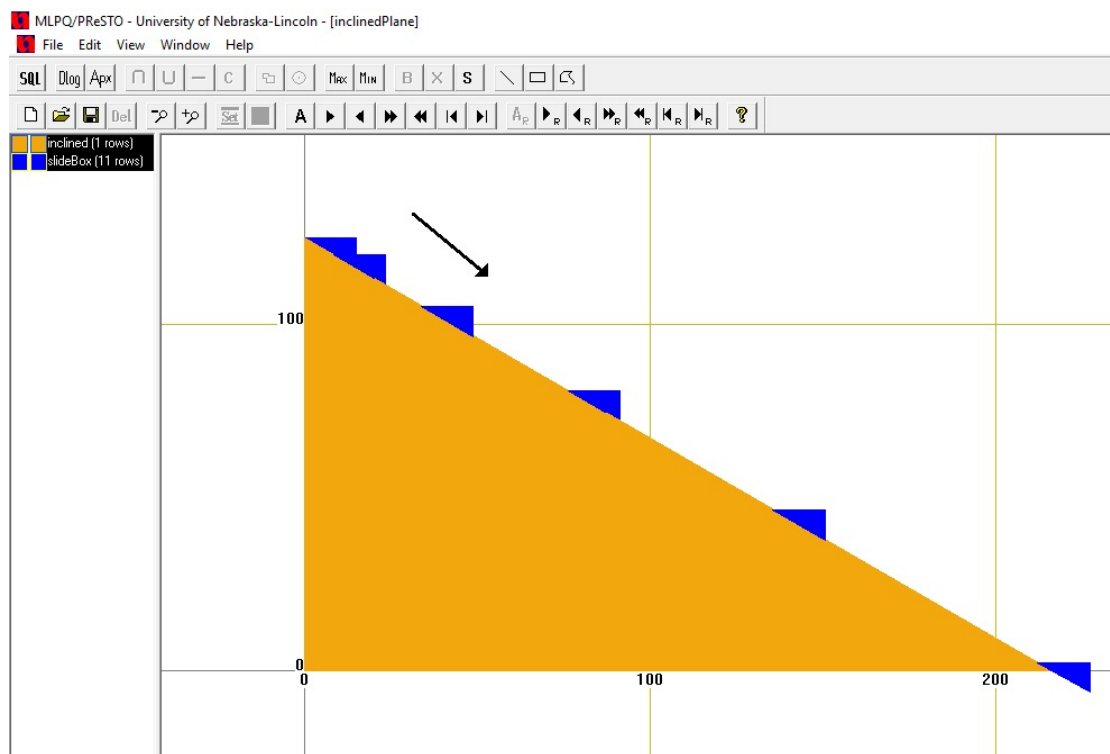 MLPQ/PReSTO - University of Nebraska-Lincoln - [inclinedPlane]
File Edit View Window Help
SQL Dlog Apx ∩ U — C Max Min B X S
Del Set A A R R R R R R R ?
inclined (1 rows)
slideBox (11 rows)
100
0
0 100 200